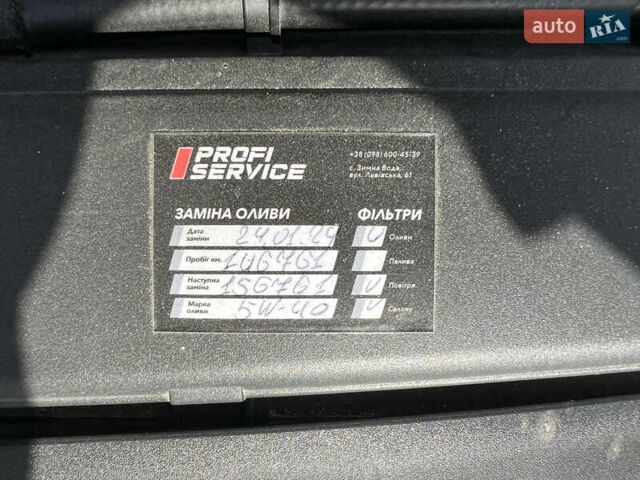 auto RIA.com
PROFI SERVICE
+38 (098) 600-45-39
с. Зимна Вода,
вул. Львівська, 61
ЗАМІНА ОЛИВИ
ФІЛЬТРИ
Дата заміни 24.01.24
Оливи
Пробіг км. 146761
Палива
Наступна заміна 156761
Повітря
Марка оливи 5W-40
Салону